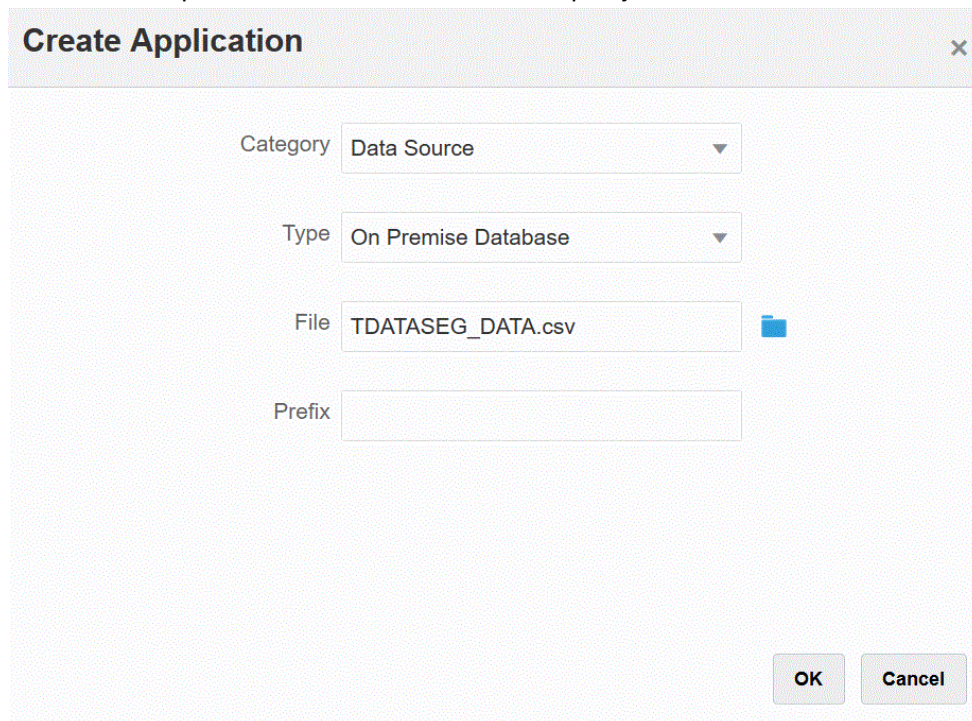 Create Application
×
Category Data Source
Type On Premise Database
File TDATASEG_DATA.csv
Prefix
OK Cancel